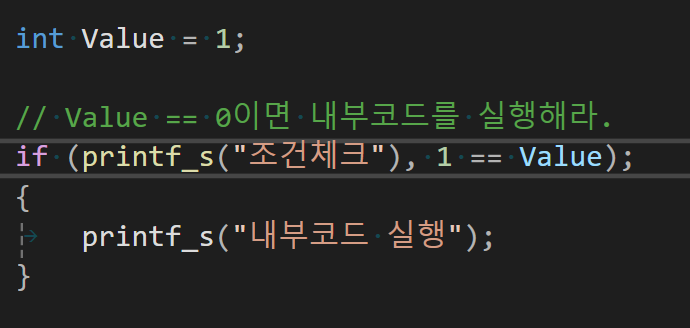 int Value = 1;
// Value == 0이면 내부코드를 실행해라.
if (printf_s("조건체크"), 1 == Value);
{
printf_s("내부코드 실행");
}